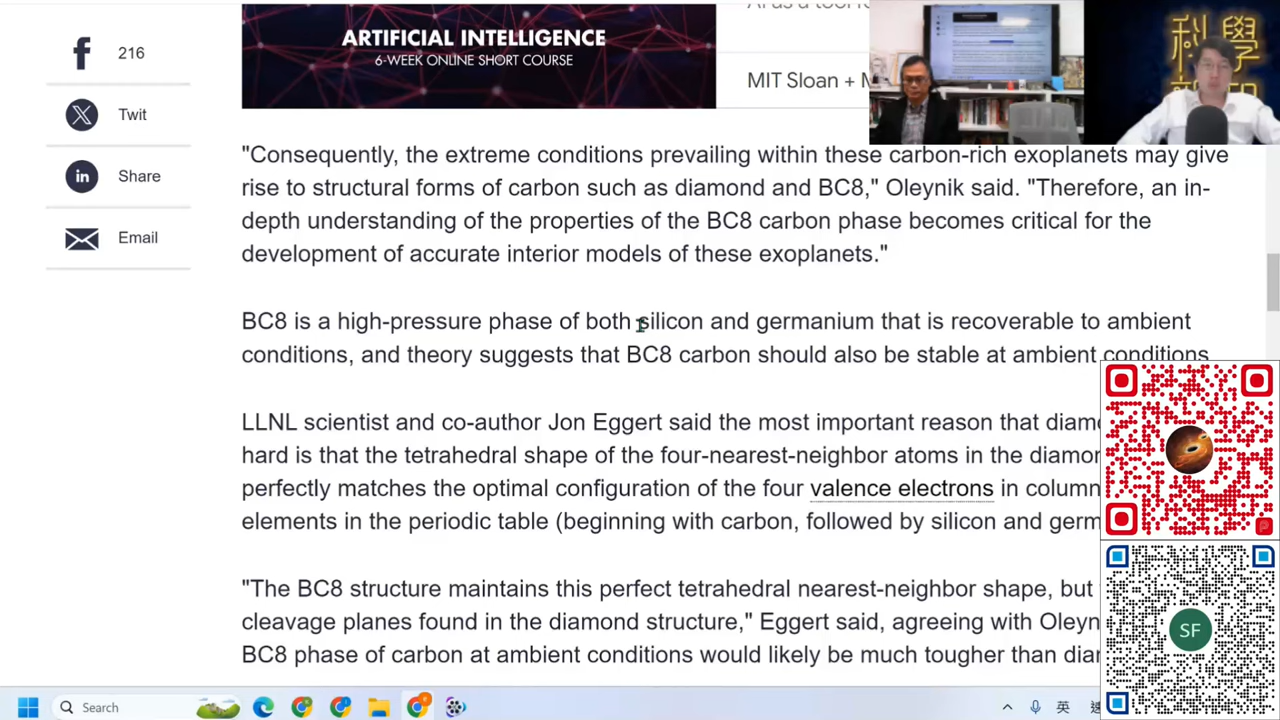 ARTIFICIAL INTELLIGENCE
6-WEEK ONLINE SHORT COURSE
MIT Sloan +
216
Twit
Share
Email
"Consequently, the extreme conditions prevailing within these carbon-rich exoplanets may give
rise to structural forms of carbon such as diamond and BC8," Oleynik said. "Therefore, an in-
depth understanding of the properties of the BC8 carbon phase becomes critical for the
development of accurate interior models of these exoplanets."
BC8 is a high-pressure phase of both silicon and germanium that is recoverable to ambient
conditions, and theory suggests that BC8 carbon should also be stable at ambient conditions
LLNL scientist and co-author Jon Eggert said the most important reason that diamo
hard is that the tetrahedral shape of the four-nearest-neighbor atoms in the diamon
perfectly matches the optimal configuration of the four valence electrons in column
elements in the periodic table (beginning with carbon, followed by silicon and germ
"The BC8 structure maintains this perfect tetrahedral nearest-neighbor shape, but
cleavage planes found in the diamond structure," Eggert said, agreeing with Oleyn
BC8 phase of carbon at ambient conditions would likely be much tougher than dia
科學
SF
Search
英